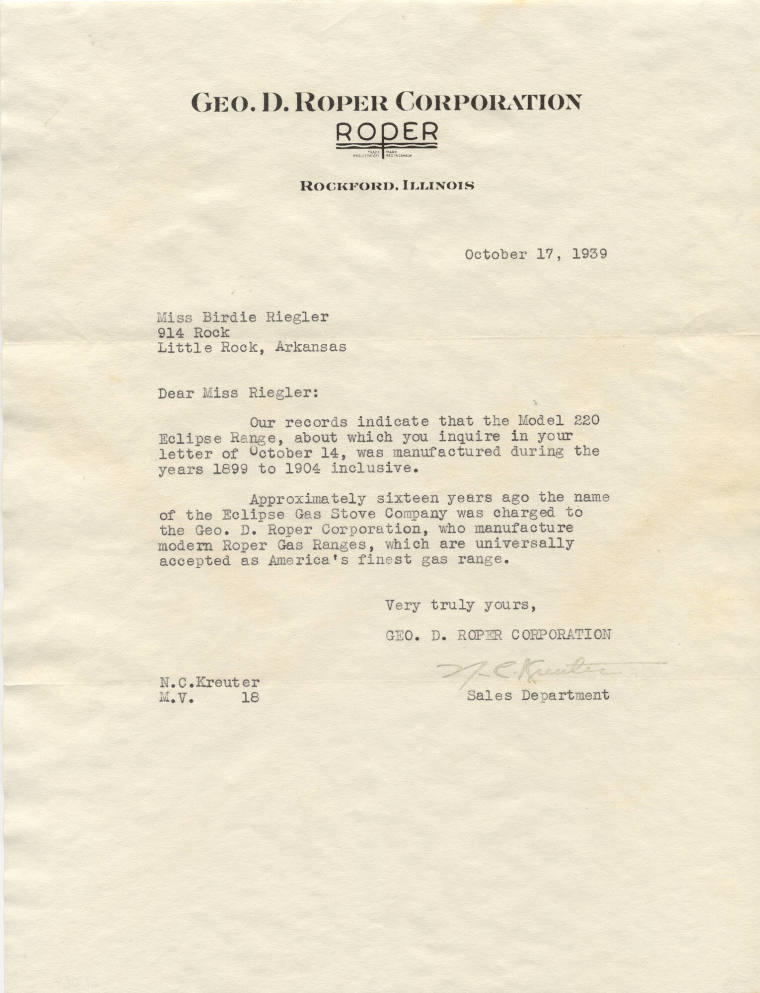 GEO. D. ROPER CORPORATION
ROPER
ROCKFORD, ILLINOIS
October 17, 1939
Miss Birdie Riegler
914 Rock
Little Rock, Arkansas
Dear Miss Riegler:
Our records indicate that the Model 220
Eclipse Range, about which you inquire in your
letter of October 14, was manufactured during the
years 1899 to 1904 inclusive.
Approximately sixteen years ago the name
of the Eclipse Gas Stove Company was charged to
the Geo. D. Roper Corporation, who manufacture
modern Roper Gas Ranges, which are universally
accepted as America's finest gas range.
Very truly yours,
GEO. D. ROPER CORPORATION
N. C. Kreuter
N.C.Kreuter
M.V. 18
Sales Department